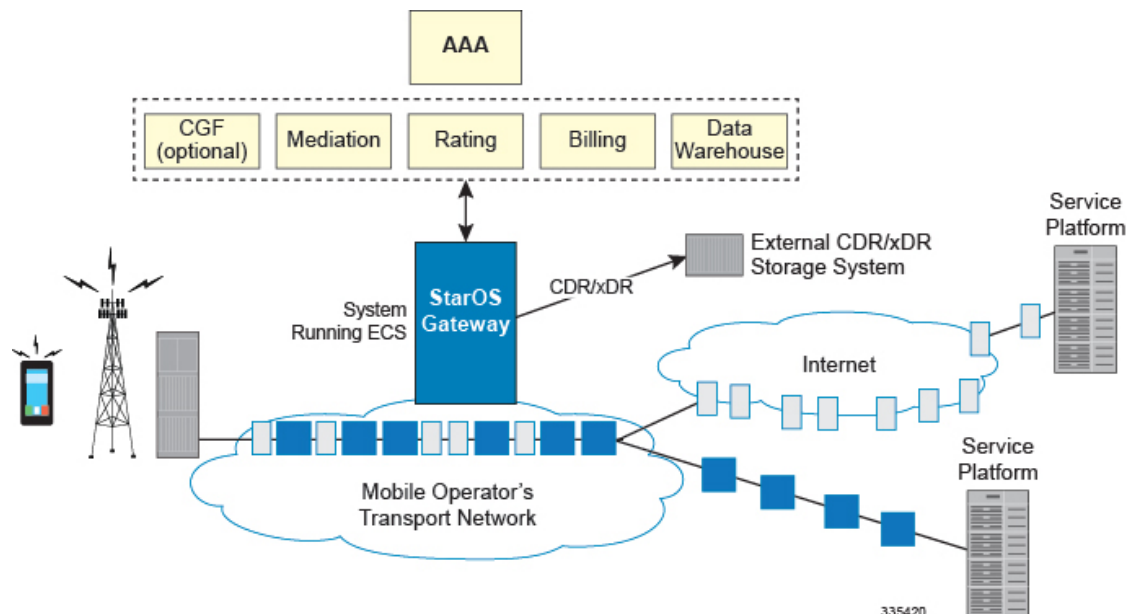 AAA
CGF
(optional)
Mediation
Rating
Billing
Data
Warehouse
Service
Platform
External CDR/xDR
Storage System
CDR/xDR
StarOS
Gateway
System
Running ECS
Internet
Service
Platform
Mobile Operator's
Transport Network
335420